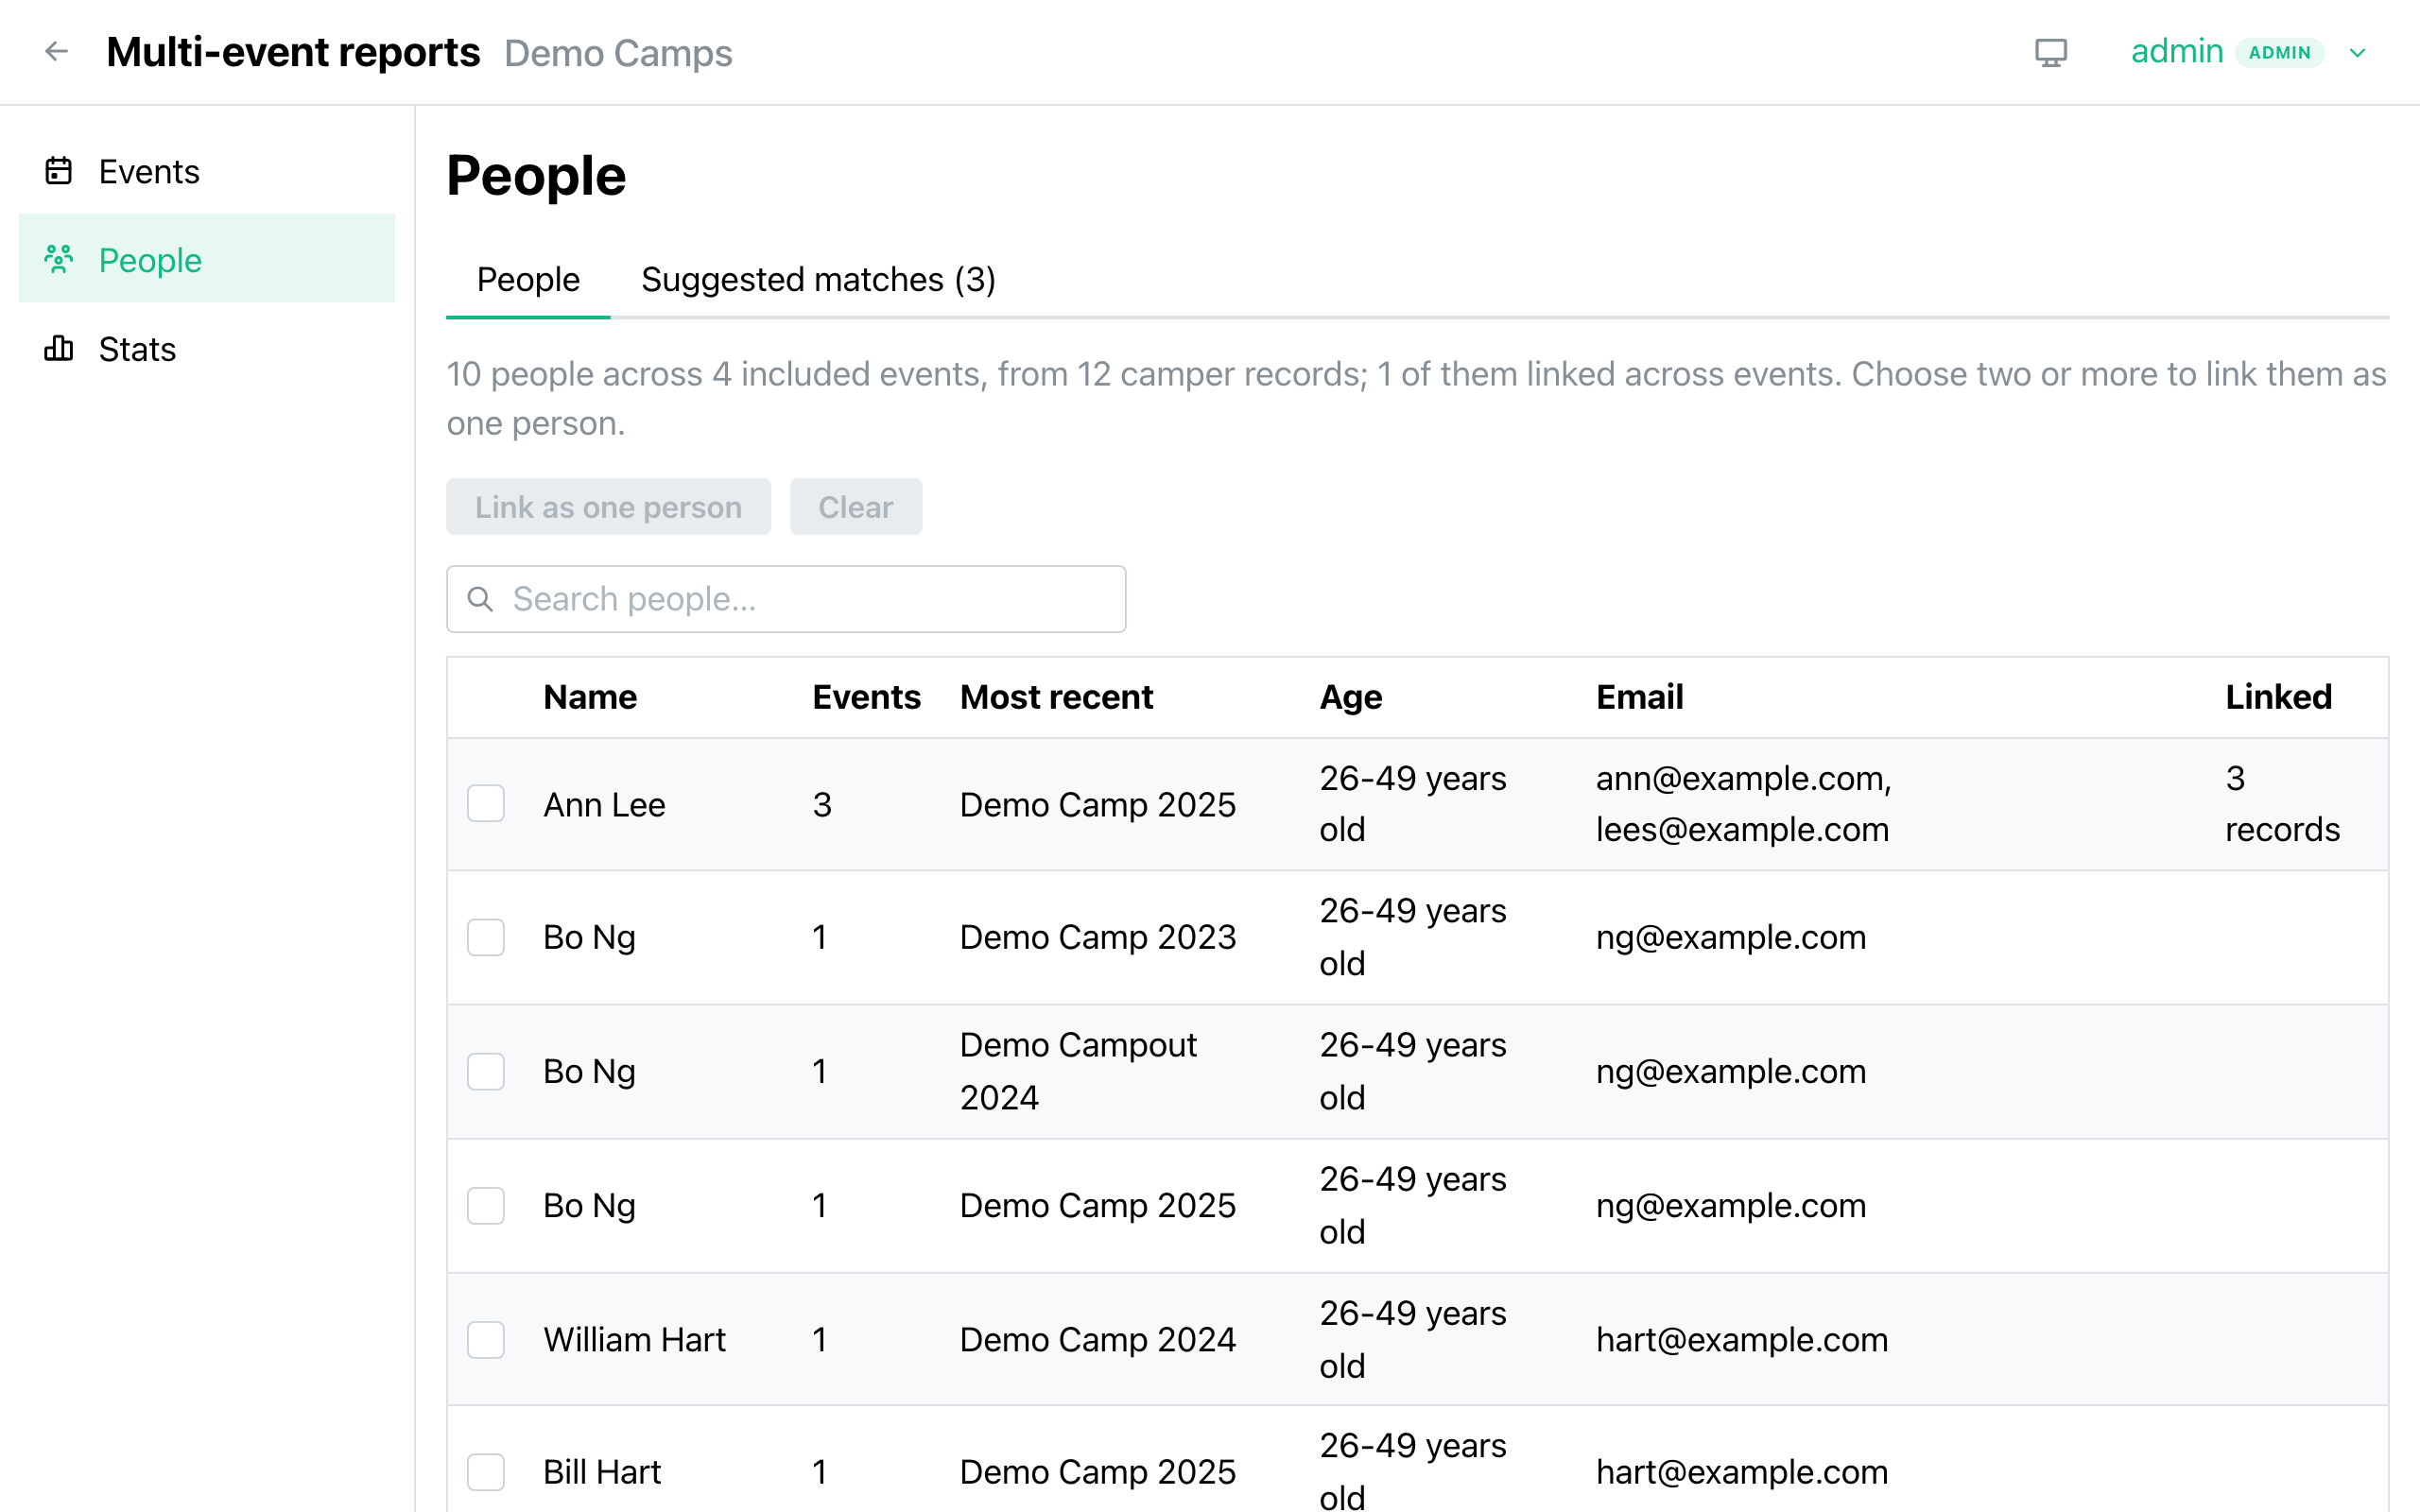 Multi-event reports Demo Camps
admin ADMIN
Events
People
Stats
People
People Suggested matches (3)
10 people across 4 included events, from 12 camper records; 1 of them linked across events. Choose two or more to link them as
one person.
Link as one person Clear
Search people...
Name Events Most recent Age Email Linked
Ann Lee 3 Demo Camp 2025 26-49 years old ann@example.com, lees@example.com 3 records
Bo Ng 1 Demo Camp 2023 26-49 years old ng@example.com
Bo Ng 1 Demo Campout 2024 26-49 years old ng@example.com
Bo Ng 1 Demo Camp 2025 26-49 years old ng@example.com
William Hart 1 Demo Camp 2024 26-49 years old hart@example.com
Bill Hart 1 Demo Camp 2025 26-49 years old hart@example.com